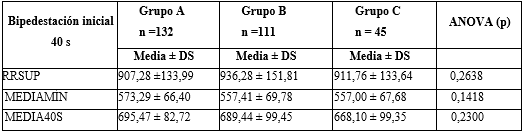 Bipedestación inicial 40 s
Grupo A n =132
Grupo B n =111
Grupo C n = 45
ANOVA (p)
Media ± DS
Media ± DS
Media ± DS
RRSUP 907,28 ±133,99 936,28 ± 151,81 911,76 ± 133,64 0,2638
MEDIAMIN 573,29 ± 66,40 557,41 ± 69,78 557,00 ± 67,68 0,1418
MEDIA40S 695,47 ± 82,72 689,44 ± 99,45 668,10 ± 99,35 0,2300